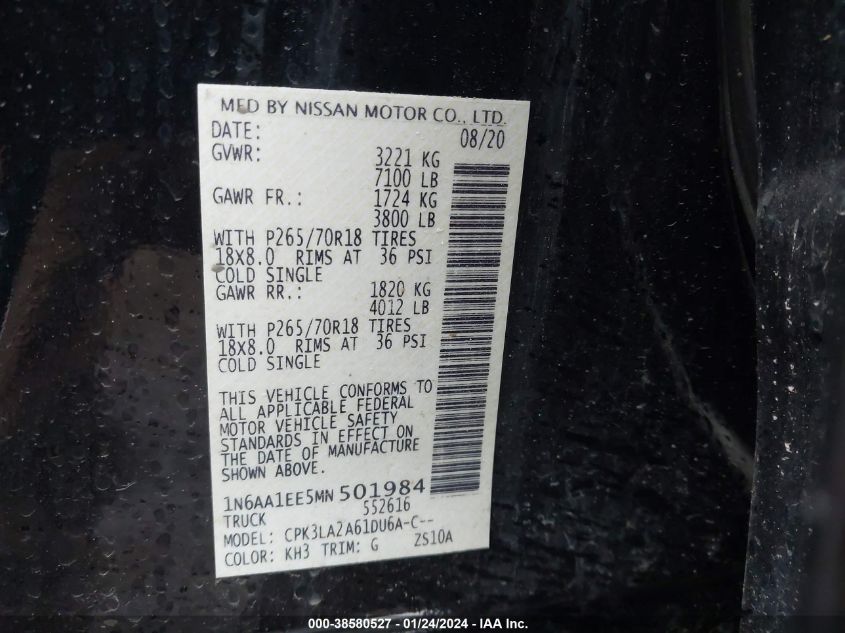 MFD BY NISSAN MOTOR CO., LTD.
DATE: 08/20
GVWR: 3221 KG
7100 LB
GAWR FR.: 1724 KG
3800 LB
WITH P265/70R18 TIRES
18X8.0 RIMS AT 36 PSI
COLD SINGLE
GAWR RR.: 1820 KG
4012 LB
WITH P265/70R18 TIRES
18X8.0 RIMS AT 36 PSI
COLD SINGLE
THIS VEHICLE CONFORMS TO
ALL APPLICABLE FEDERAL
MOTOR VEHICLE SAFETY
STANDARDS IN EFFECT ON
THE DATE OF MANUFACTURE
SHOWN ABOVE.
1N6AA1EE5MN 501984
TRUCK 552616
MODEL: CPK3LA2A61DU6A-C--
COLOR: KH3 TRIM: G ZS10A
000-38580527 - 01/24/2024 - IAA Inc.